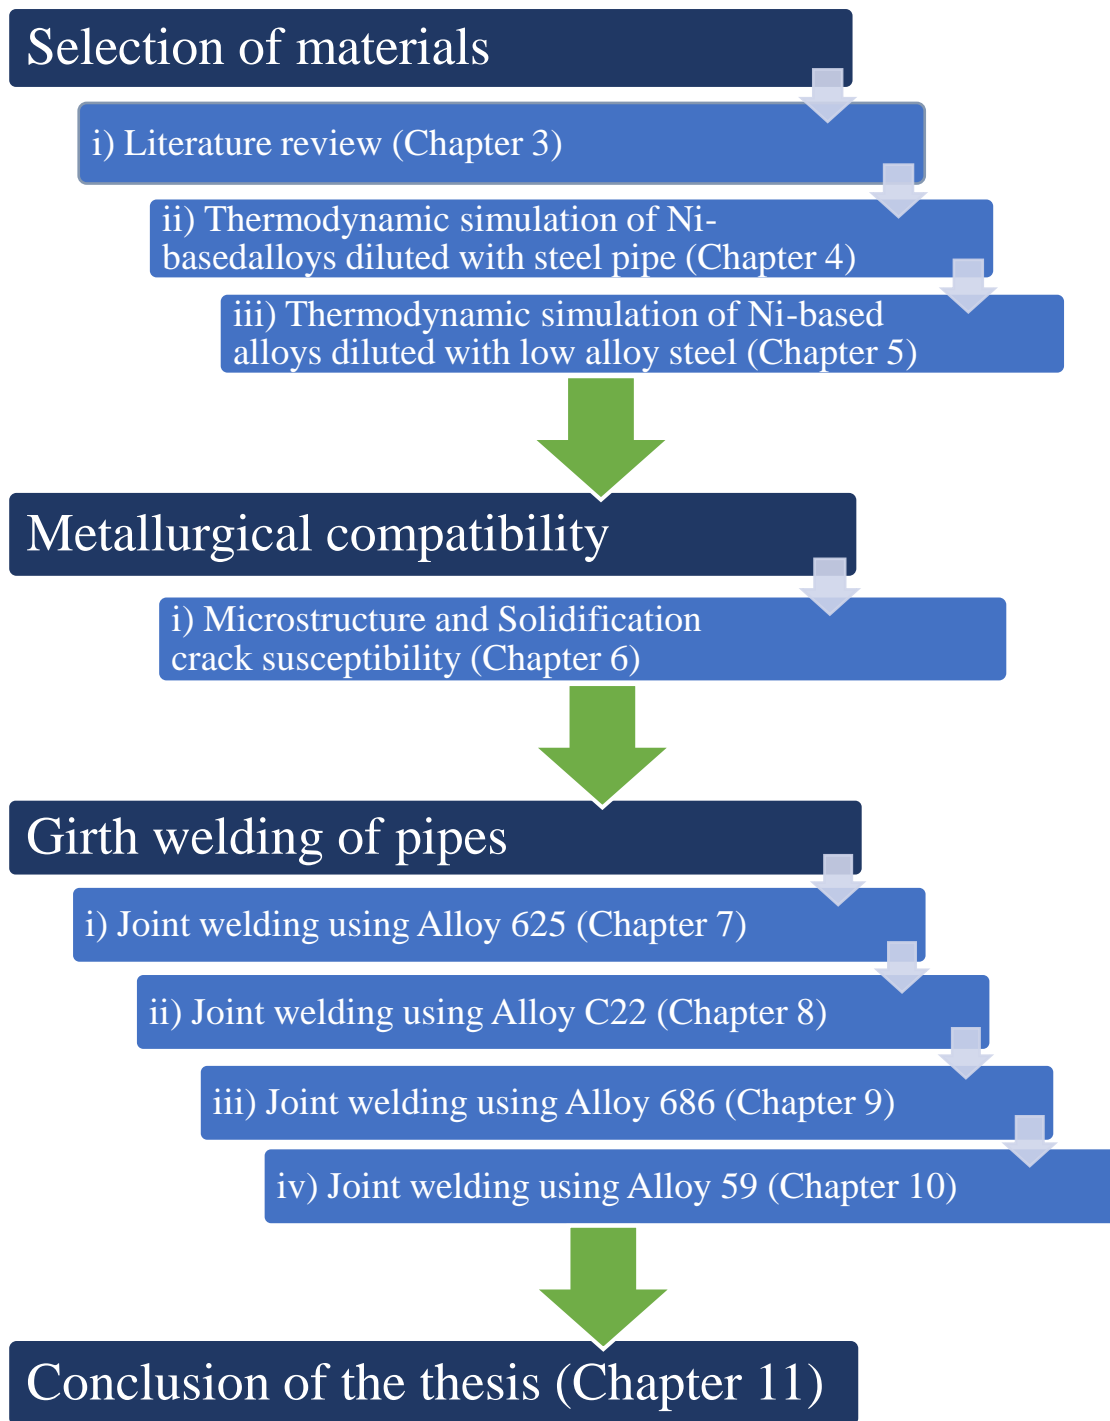 Selection of materials
i) Literature review (Chapter 3)
ii) Thermodynamic simulation of Ni-
basedalloys diluted with steel pipe (Chapter 4)
iii) Thermodynamic simulation of Ni-based
alloys diluted with low alloy steel (Chapter 5)
Metallurgical compatibility
i) Microstructure and Solidification
crack susceptibility (Chapter 6)
Girth welding of pipes
i) Joint welding using Alloy 625 (Chapter 7)
ii) Joint welding using Alloy C22 (Chapter 8)
iii) Joint welding using Alloy 686 (Chapter 9)
iv) Joint welding using Alloy 59 (Chapter 10)
Conclusion of the thesis (Chapter 11)